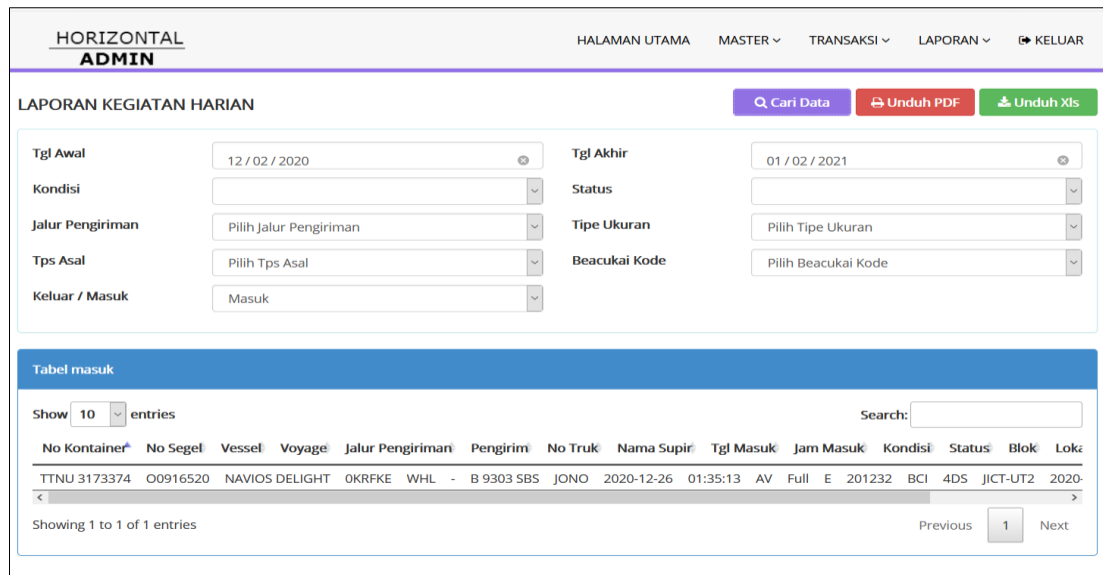 HORIZONTAL
ADMIN
HALAMAN UTAMA MASTER TRANSAKSI LAPORAN KELUAR
LAPORAN KEGIATAN HARIAN Cari Data Unduh PDF Unduh Xls
Tgl Awal 12 / 02 / 2020 Tgl Akhir 01 / 02 / 2021
Kondisi Status
Jalur Pengiriman Pilih Jalur Pengiriman Tipe Ukuran Pilih Tipe Ukuran
Tps Asal Pilih Tps Asal Beacukai Kode Pilih Beacukai Kode
Keluar / Masuk Masuk
Tabel masuk
Show 10 entries Search:
No Kontainer No Segel Vessel Voyage Jalur Pengiriman Pengirim No Truk Nama Supir Tgl Masuk Jam Masuk Kondisi Status Blok Loka
TTNU 3173374 O0916520 NAVIOS DELIGHT 0KRFKE WHL - B 9303 SBS JONO 2020-12-26 01:35:13 AV Full E 201232 BCI 4DS JICT-UT2 2020-
Showing 1 to 1 of 1 entries Previous 1 Next